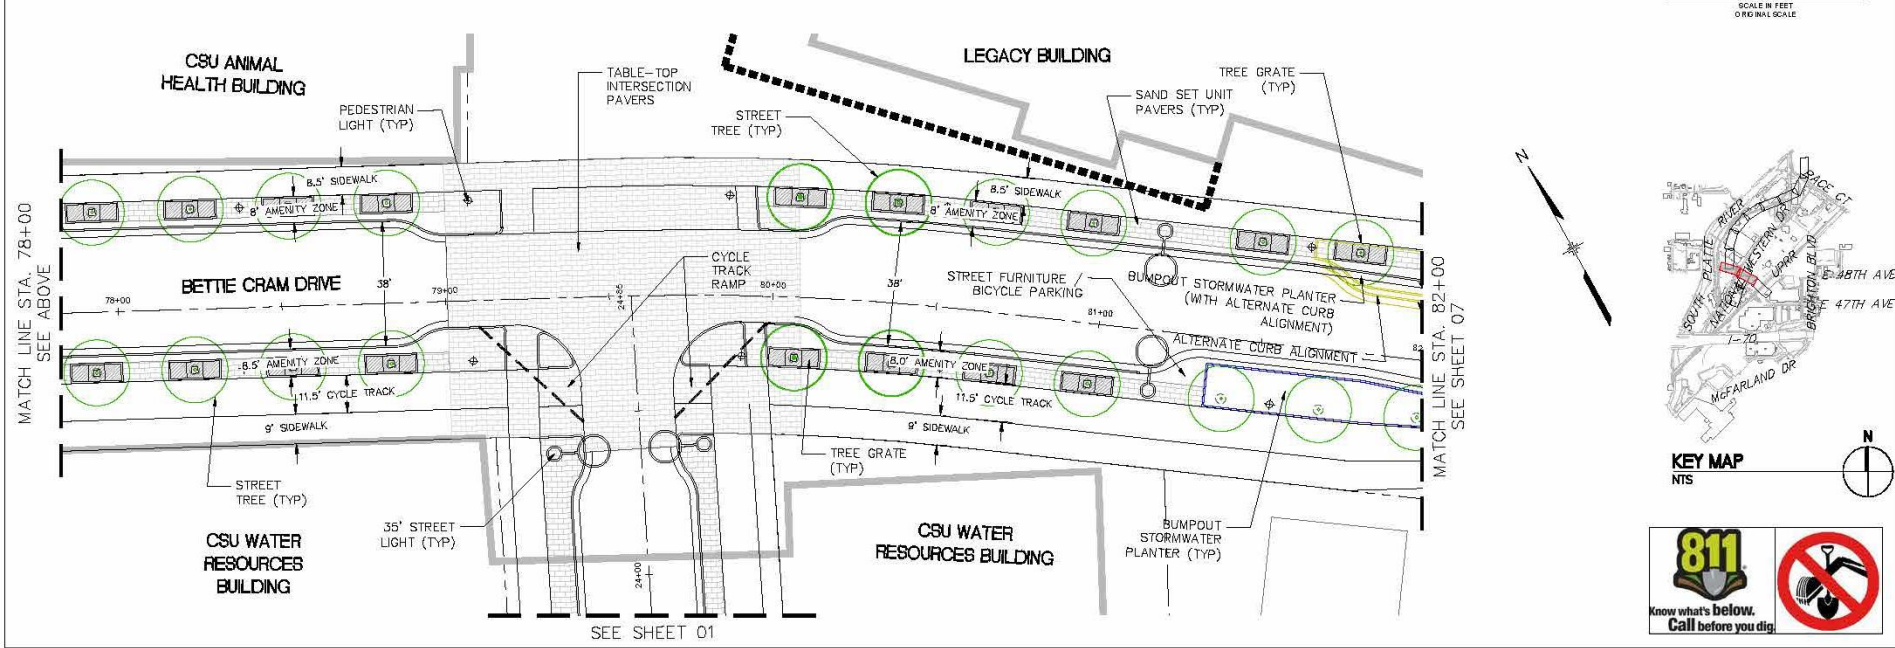 SCALE IN FEET
ORIGINAL SCALE
CSU ANIMAL
HEALTH BUILDING
LEGACY BUILDING
TABLE-TOP
INTERSECTION
PAVERS
PEDESTRIAN
LIGHT (TYP)
STREET
TREE (TYP)
SAND SET UNIT
PAVERS (TYP)
TREE GRATE
(TYP)
MATCH LINE STA. 78+00
SEE ABOVE
8.5' SIDEWALK
8' AMENITY ZONE
8.5' SIDEWALK
8' AMENITY ZONE
BETTIE CRAM DRIVE
38'
78+00
79+00
24+86
80+00
81+00
82
38'
CYCLE
TRACK
RAMP
STREET FURNITURE /
BICYCLE PARKING
BUMPOUT STORMWATER PLANTER
(WITH ALTERNATE CURB
ALIGNMENT)
ALTERNATE CURB ALIGNMENT
8.5' AMENITY ZONE
11.5' CYCLE TRACK
9' SIDEWALK
8.0' AMENITY ZONE
11.5' CYCLE TRACK
9' SIDEWALK
MATCH LINE STA. 82+00
SEE SHEET 07
STREET
TREE (TYP)
TREE GRATE
(TYP)
35' STREET
LIGHT (TYP)
24+00
BUMPOUT
STORMWATER
PLANTER (TYP)
CSU WATER
RESOURCES
BUILDING
CSU WATER
RESOURCES BUILDING
SEE SHEET 01
N
RACE CT
SOUTH PLATTE RIVER
NATIONAL WESTERN DR
UPRR
BRIGHTON BLVD
E 48TH AVE
E 47TH AVE
I-70
McFARLAND DR
KEY MAP
NTS
N
811
Know what's below.
Call before you dig.